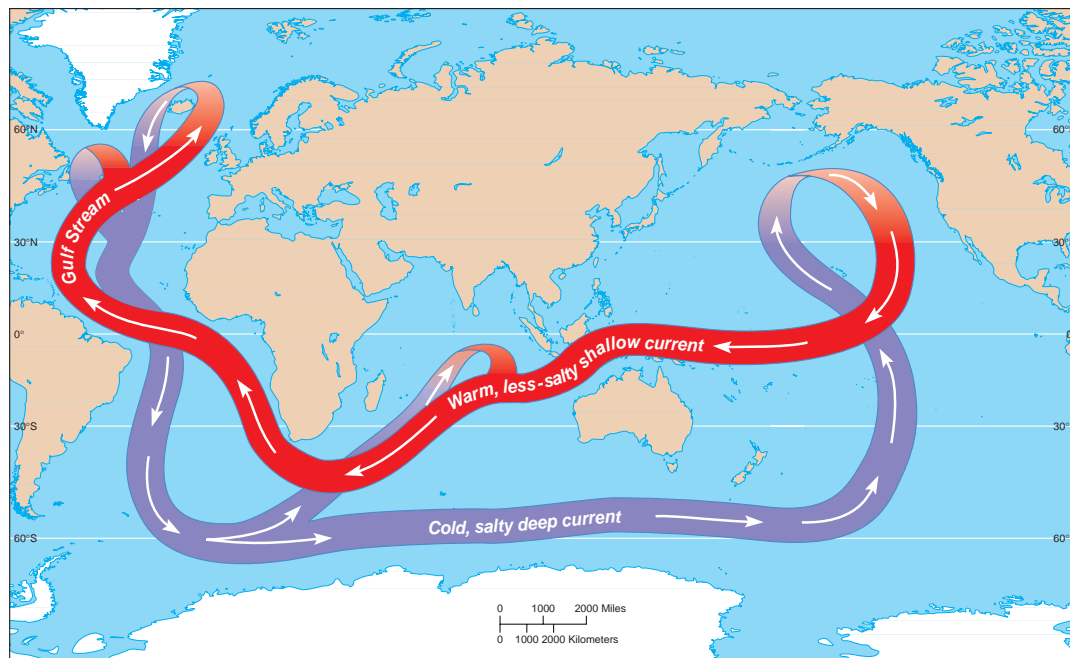 60°N
60°
Gulf Stream
30°N
30°
0°
0°
Warm, less-salty shallow current
30°S
30°
Cold, salty deep current
60°S
60°
0 1000 2000 Miles
0 1000 2000 Kilometers